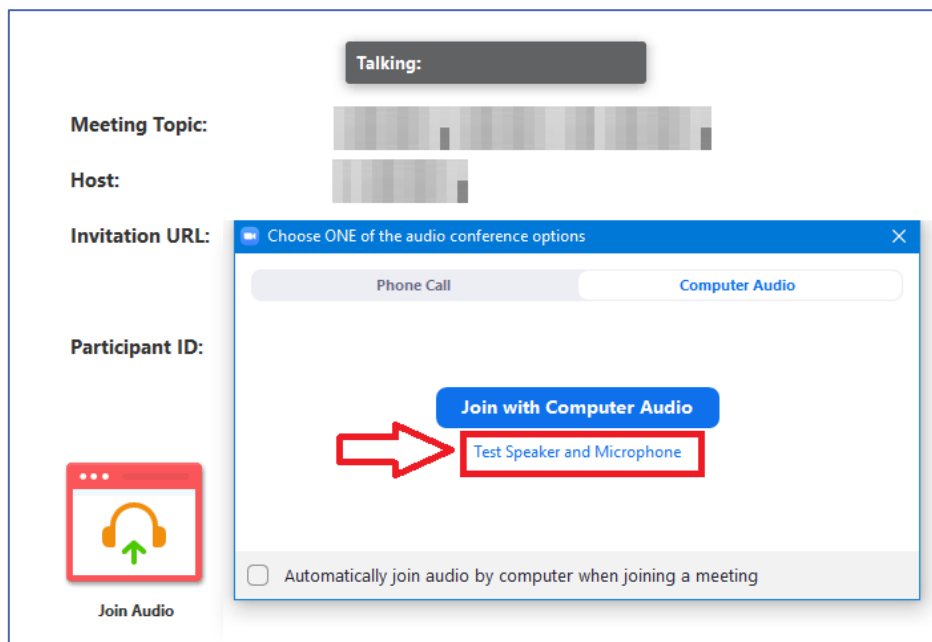 Talking:
Meeting Topic:
Host:
Invitation URL:
Choose ONE of the audio conference options
Phone Call
Computer Audio
Participant ID:
Join with Computer Audio
Test Speaker and Microphone
Automatically join audio by computer when joining a meeting
Join Audio